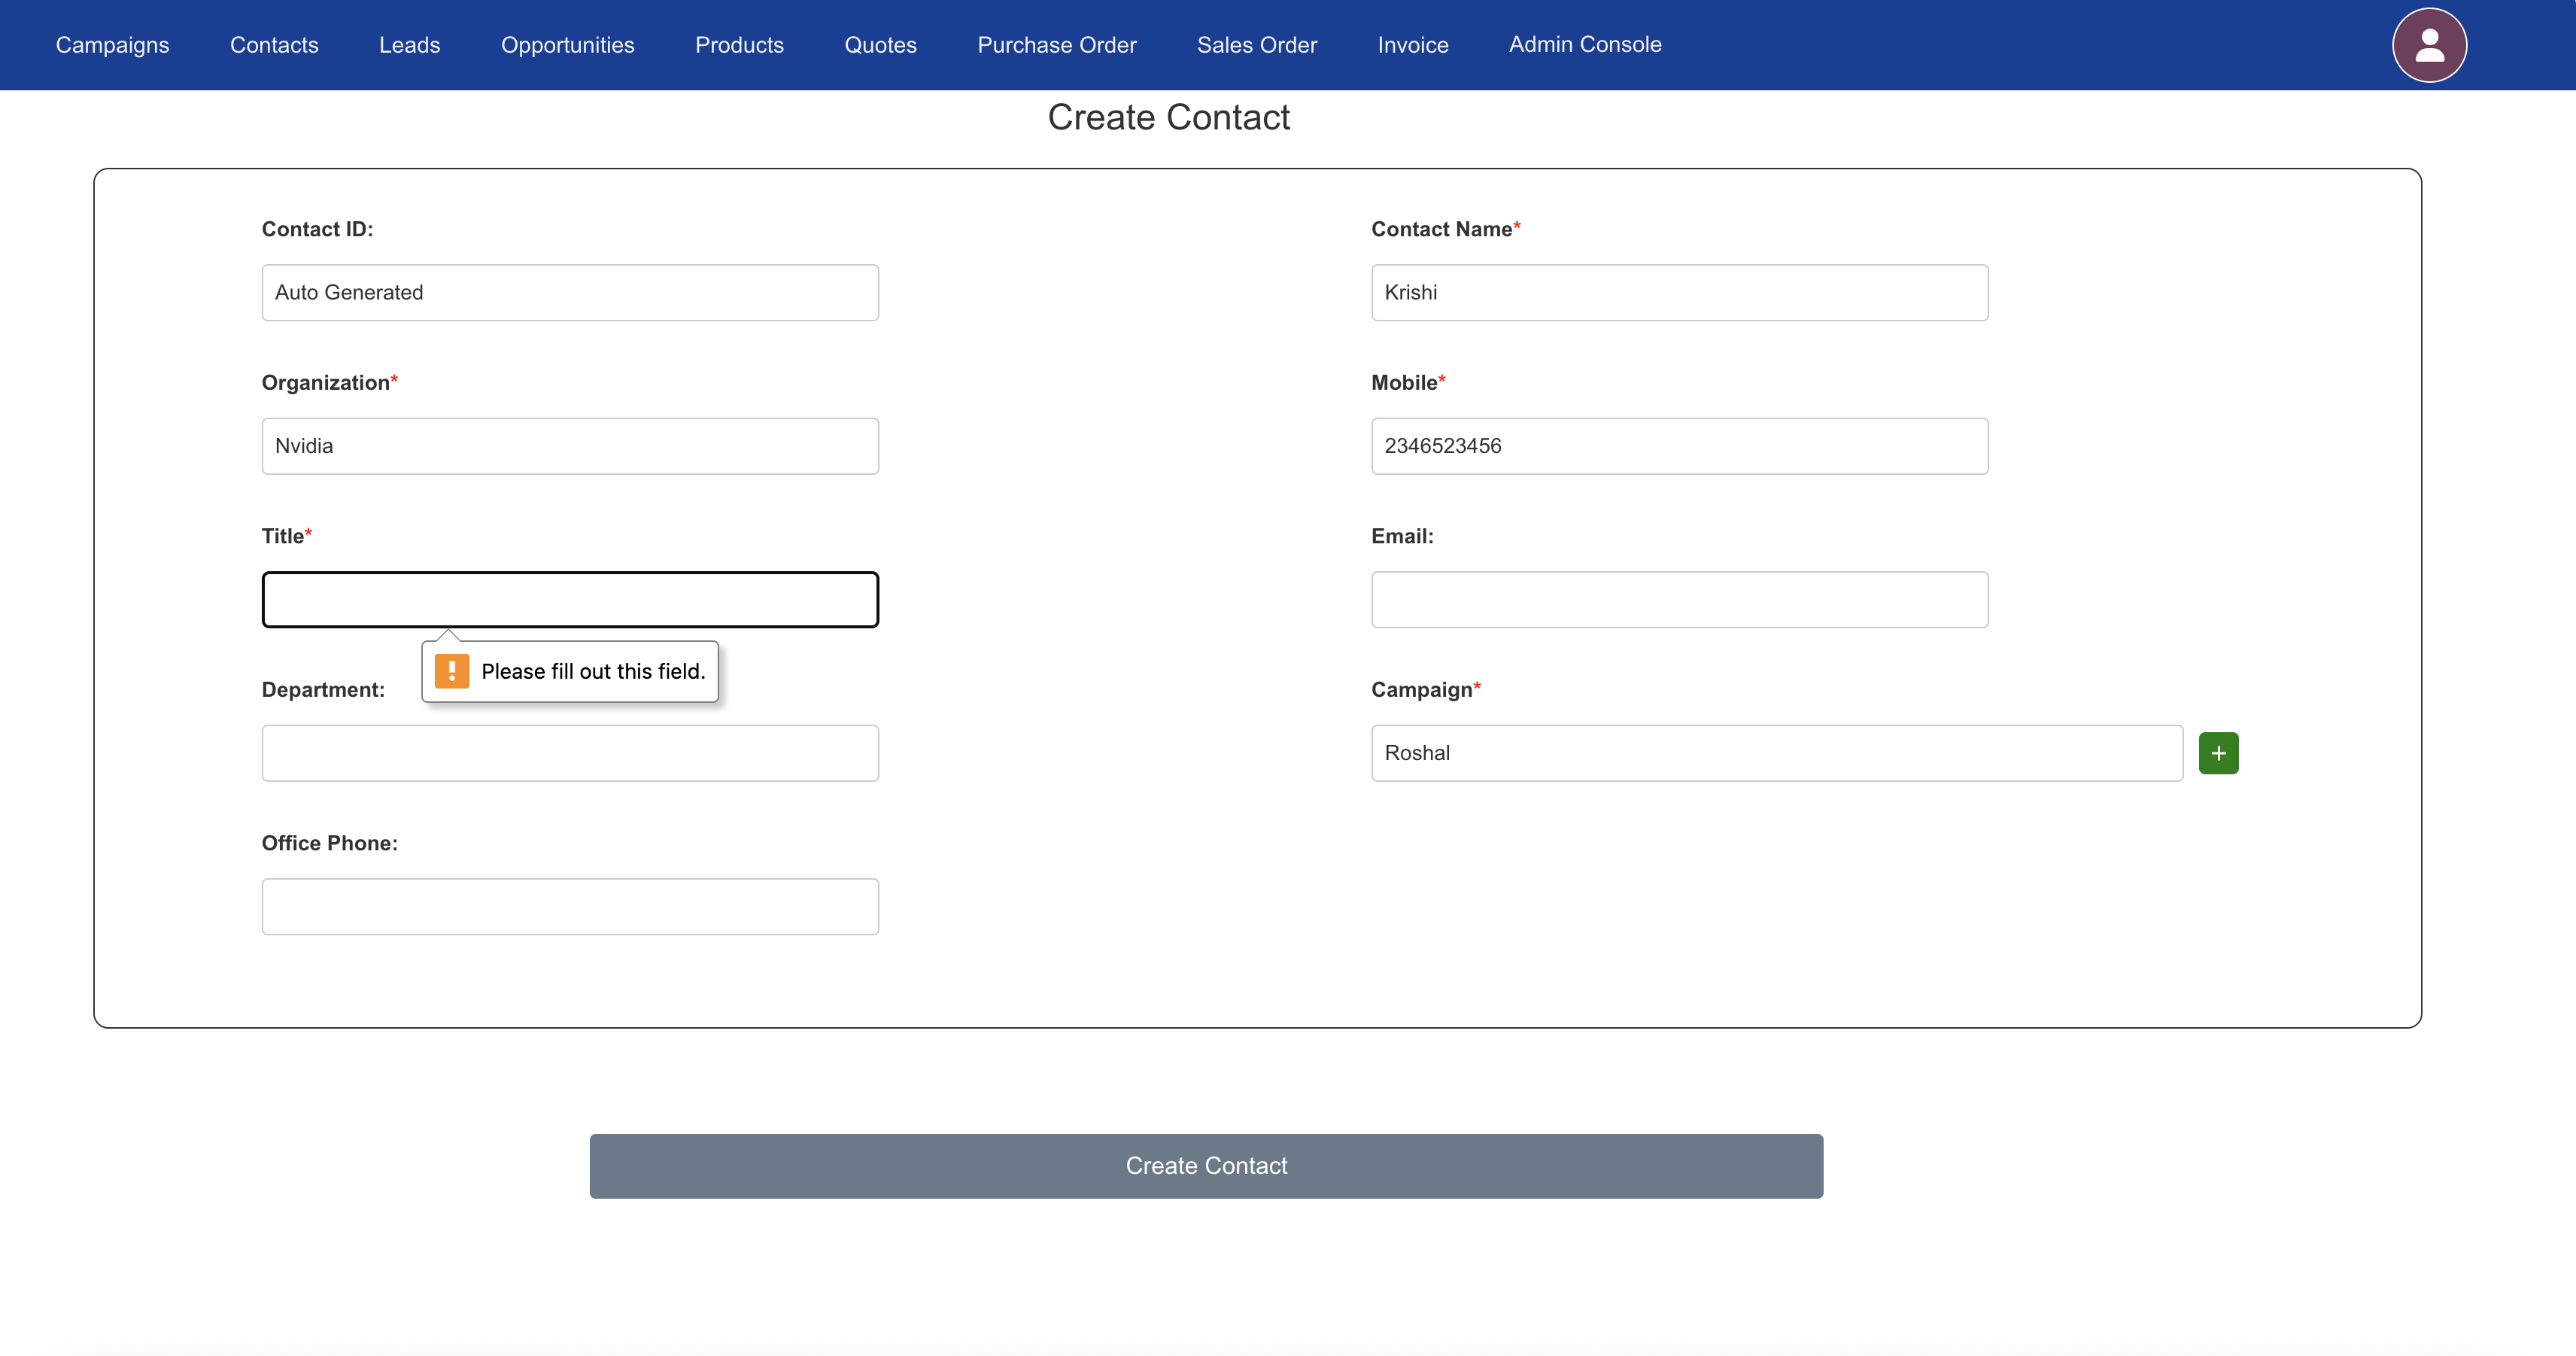 Campaigns Contacts Leads Opportunities Products Quotes Purchase Order Sales Order Invoice Admin Console
Create Contact
Contact ID:
Auto Generated
Contact Name*
Krishi
Organization*
Nvidia
Mobile*
2346523456
Title*
Please fill out this field.
Email:
Department:
Campaign*
Roshal
+
Office Phone:
Create Contact